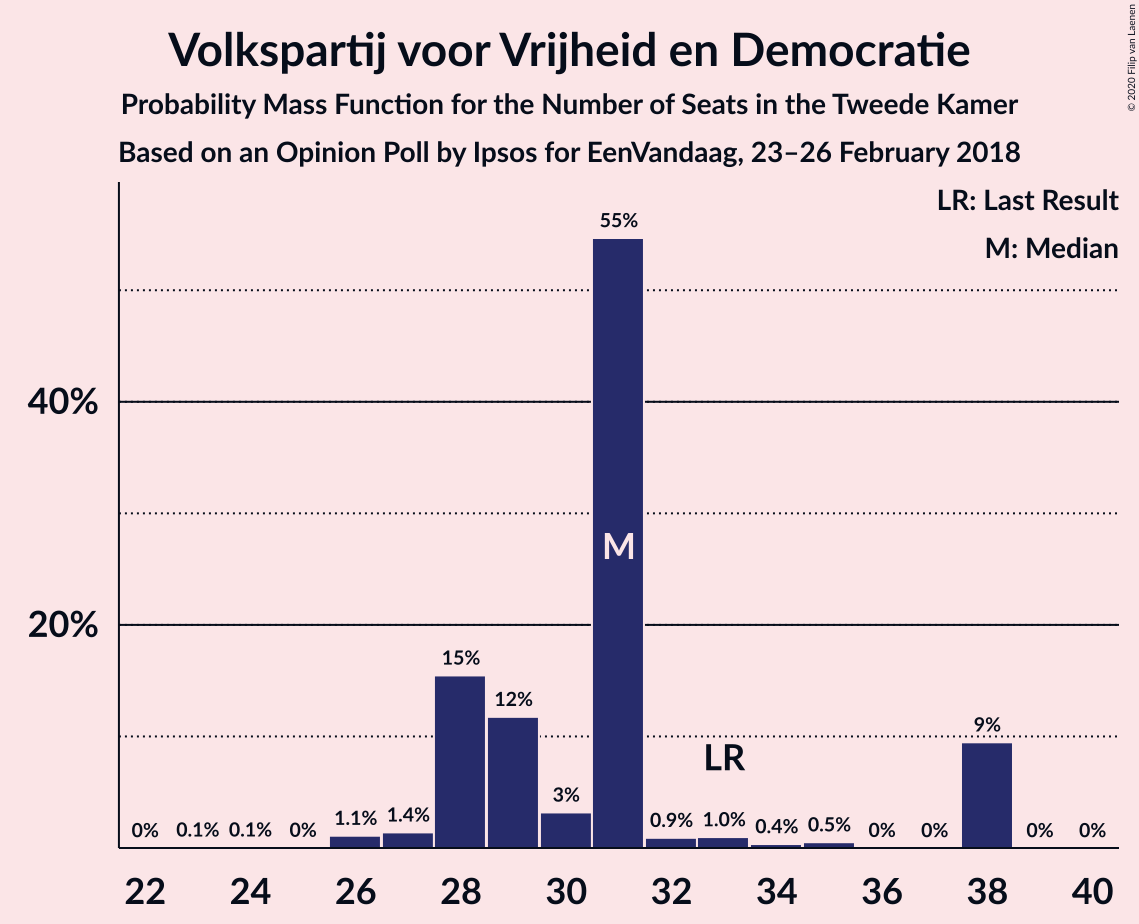 Volkspartij voor Vrijheid en Democratie
Probability Mass Function for the Number of Seats in the Tweede Kamer
Based on an Opinion Poll by Ipsos for EenVandaag, 23–26 February 2018
© 2020 Filip van Laenen
LR: Last Result
M: Median
55%
40%
M
20%
15%
12%
9%
LR
0% 0.1% 0.1% 0% 1.1% 1.4% 3% 0.9% 1.0% 0.4% 0.5% 0% 0% 0% 0%
22 24 26 28 30 32 34 36 38 40